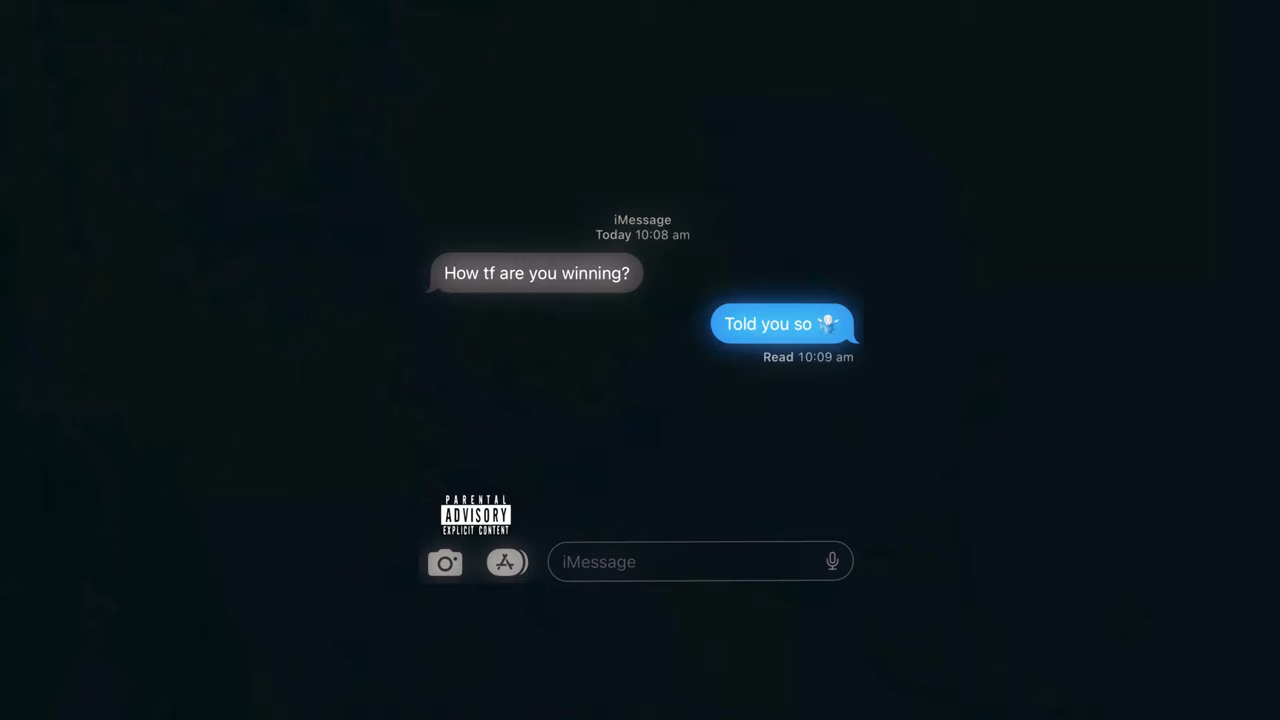 iMessage
Today 10:08 am
How tf are you winning?
Told you so 🤷🏻‍♂️
Read 10:09 am
PARENTAL
ADVISORY
EXPLICIT CONTENT
iMessage